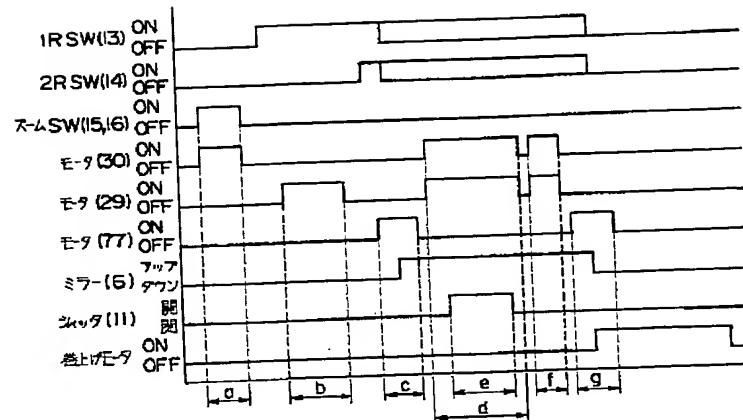 1R SW(13) ON
OFF
2R SW(14) ON
OFF
ズームSW(15,16) ON
OFF
モータ(30) ON
OFF
モータ(29) ON
OFF
モータ(77) ON
OFF
ミラー(6) アップ
ダウン
シャッタ(11) 開
閉
巻上げモータ ON
OFF
a b c e f g
d